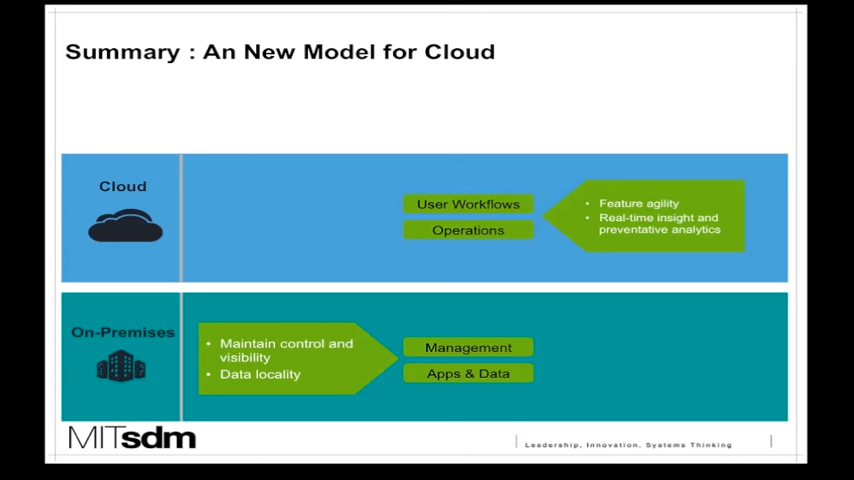 Summary : An New Model for Cloud
Cloud
User Workflows
Operations
• Feature agility
• Real-time insight and
preventative analytics
On-Premises
• Maintain control and
visibility
• Data locality
Management
Apps & Data
MITsdm
Leadership, Innovation, Systems Thinking